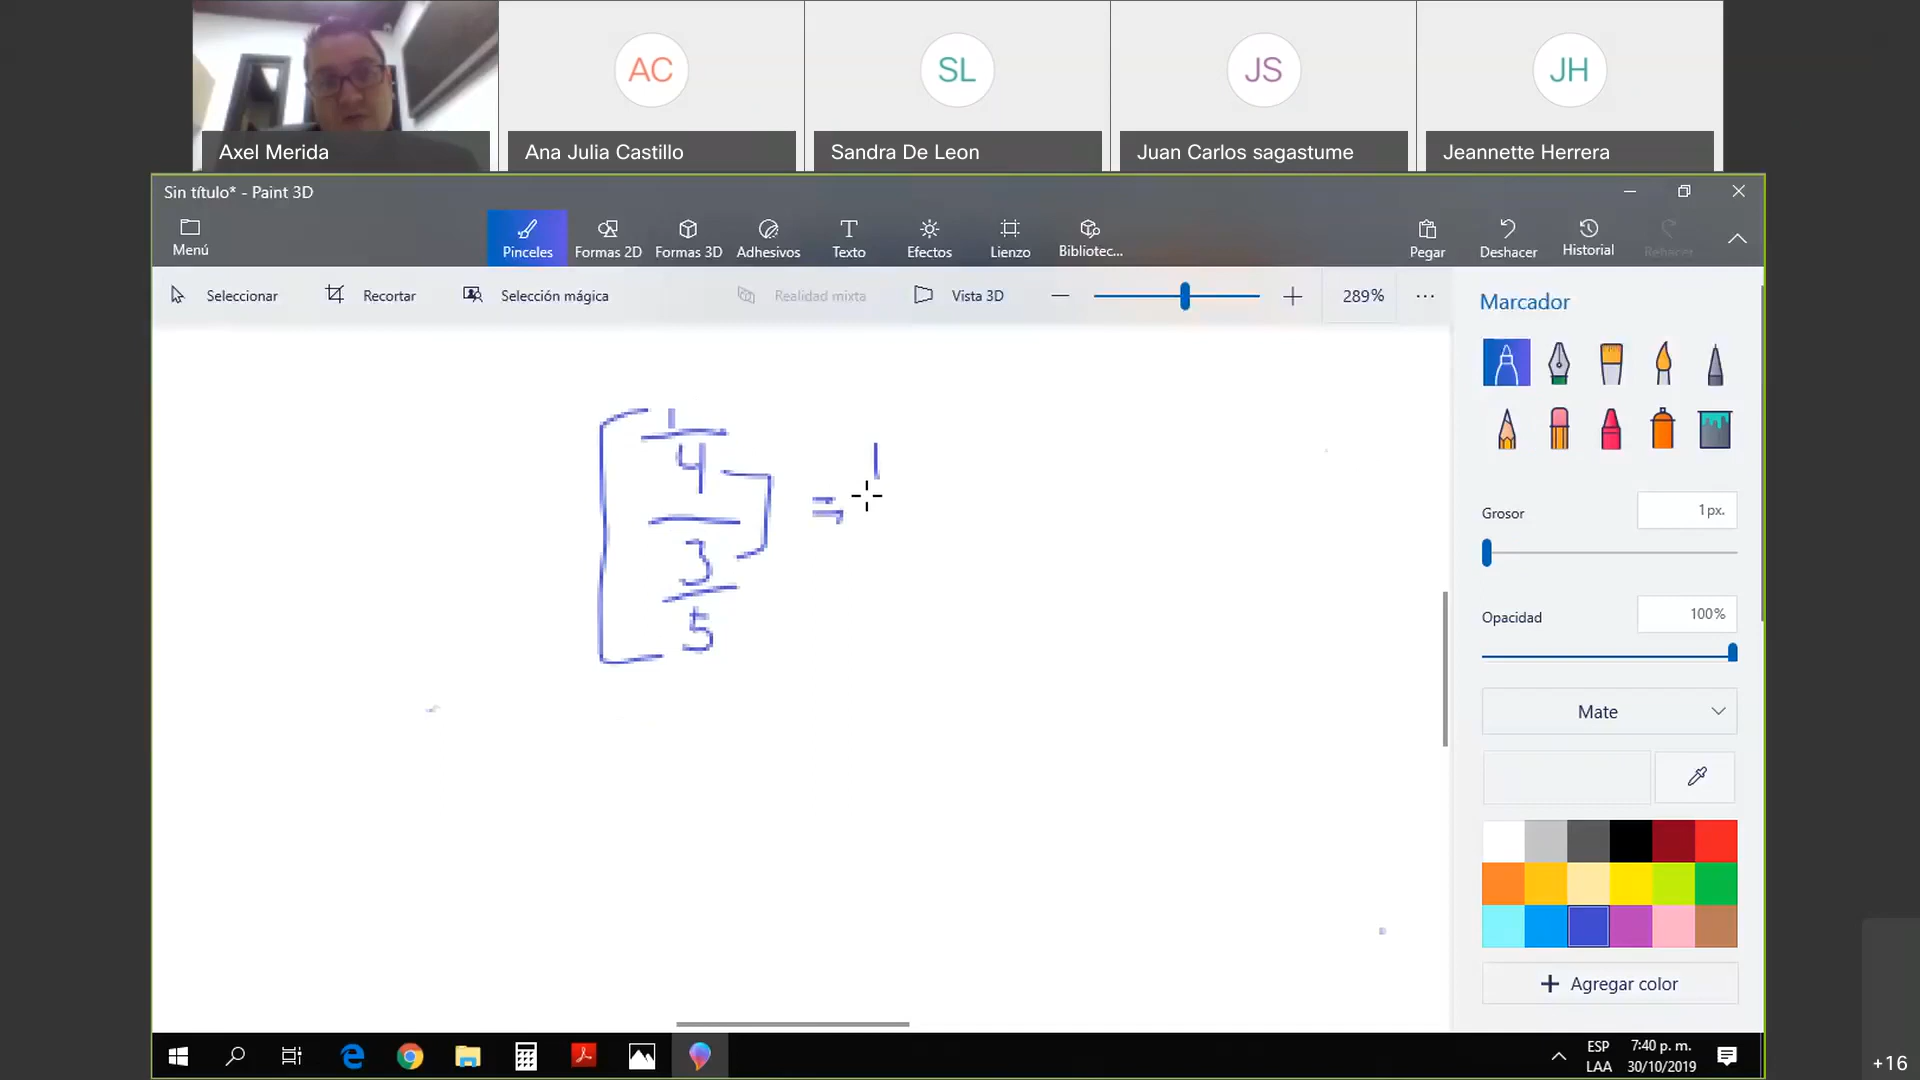 AC
SL
JS
JH
Axel Merida
Ana Julia Castillo
Sandra De Leon
Juan Carlos sagastume
Jeannette Herrera
Sin título* - Paint 3D
Menú
Pinceles
Formas 2D
Formas 3D
Adhesivos
Texto
Efectos
Lienzo
Bibliotec...
Pegar
Deshacer
Historial
Rehacer
Seleccionar
Recortar
Selección mágica
Realidad mixta
Vista 3D
289%
Marcador
1
4
3
5
= 1
Grosor
1px.
Opacidad
100%
Mate
+ Agregar color
ESP
LAA
7:40 p. m.
30/10/2019
+16